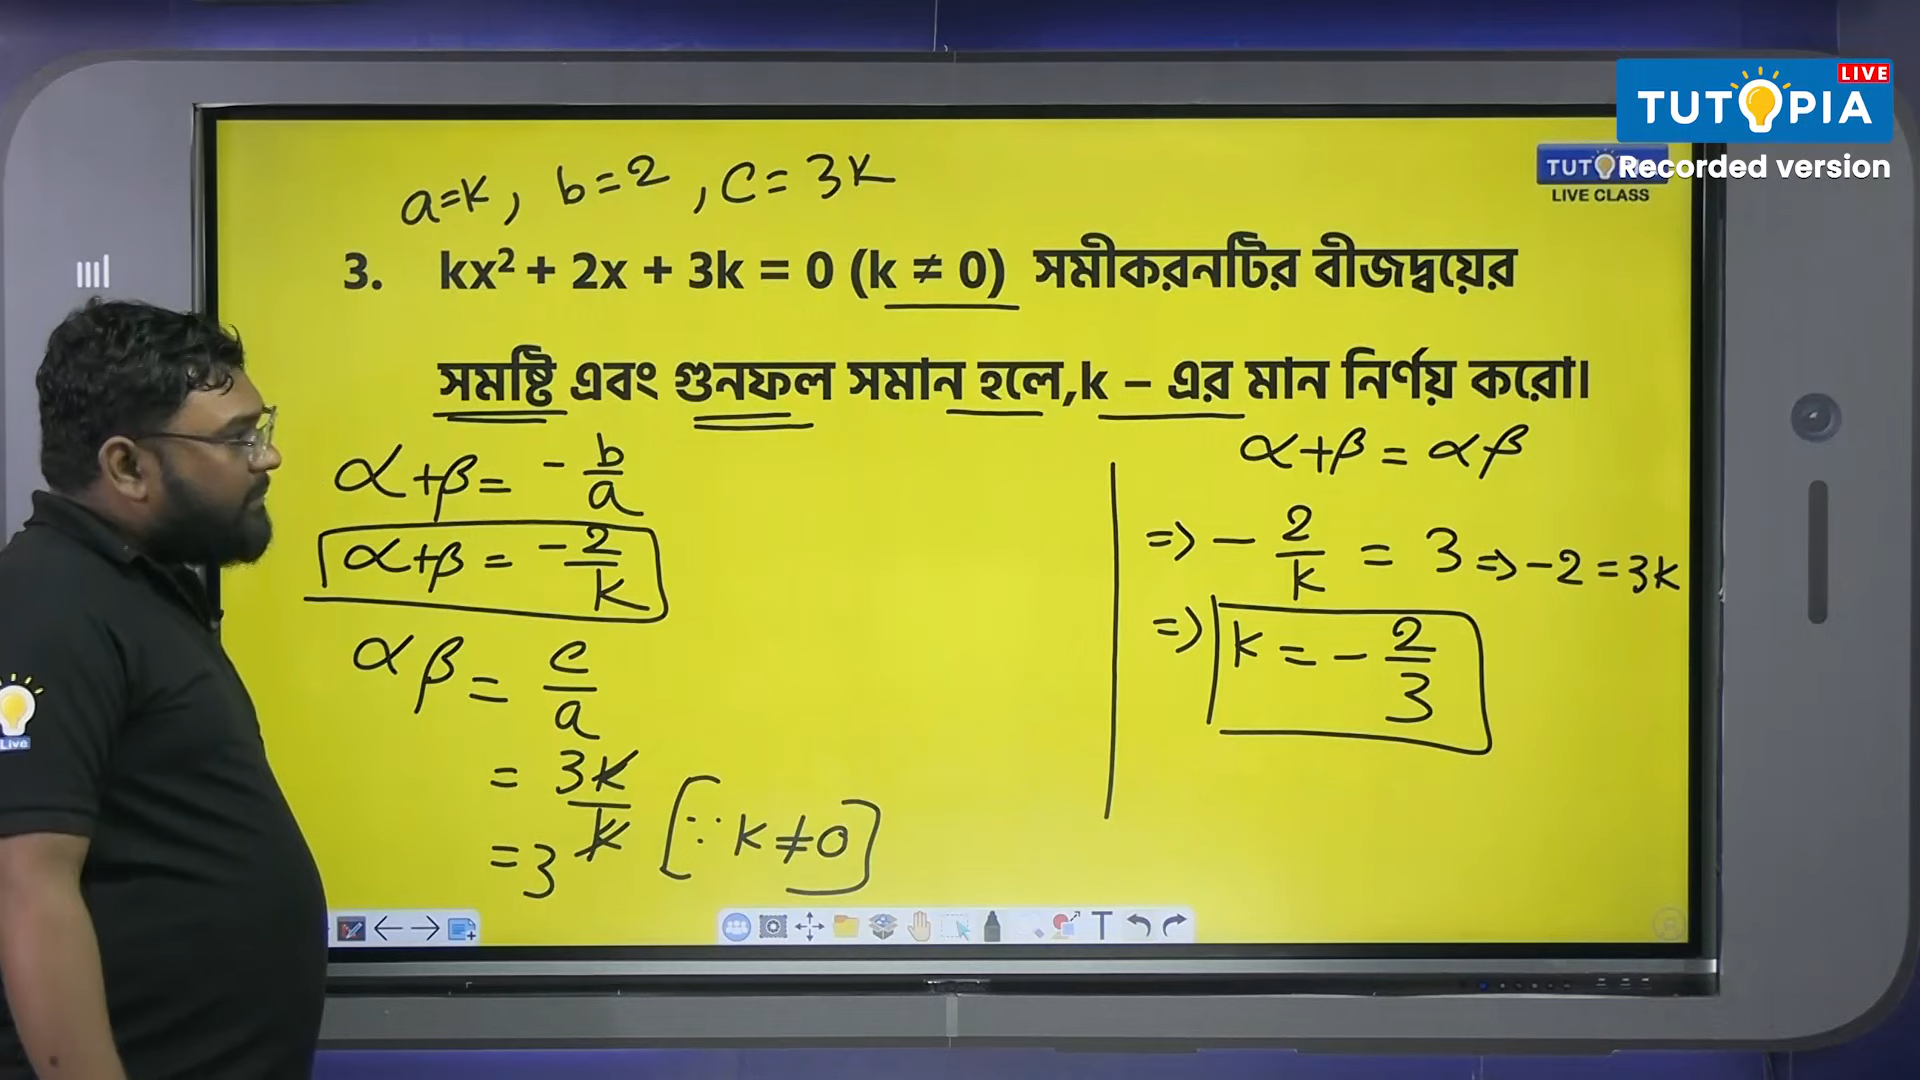 LIVE
TUTOPIA
Recorded version
TUTOPIA
LIVE CLASS
a=k, b=2, c=3k
3. kx² + 2x + 3k = 0 (k ≠ 0) সমীকরনটির বীজদ্বয়ের
সমষ্টি এবং গুনফল সমান হলে,k – এর মান নির্ণয় করো।
α+β = - b/a
α+β = - 2/k
αβ = c/a
= 3k/k [∵ k≠0]
=3
α+β = αβ
=> - 2/k = 3 => -2 = 3k
=> k = - 2/3
Live
T